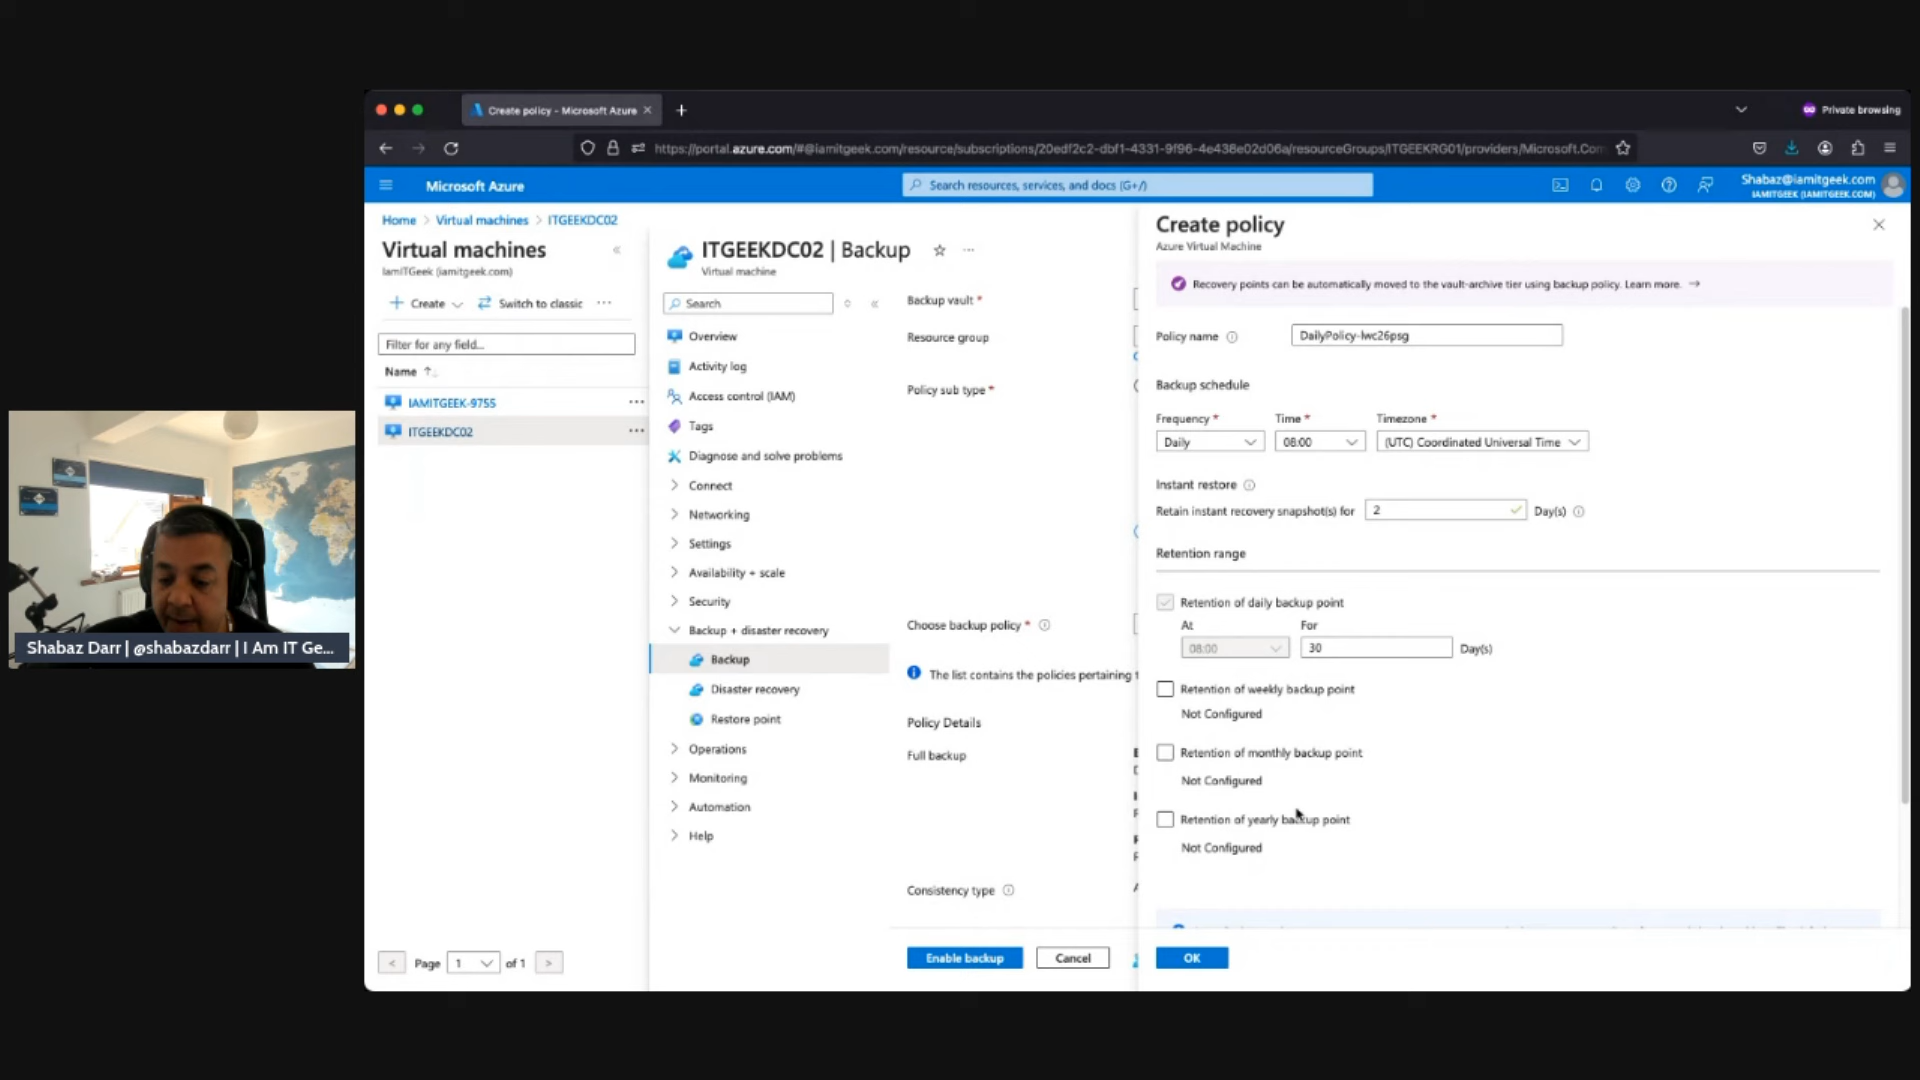 Create policy - Microsoft Azure
Private browsing
https://portal.azure.com/#@iamitgeek.com/resource/subscriptions/20edf2c2-dbf1-4331-9f96-4e438e02d06a/resourceGroups/ITGEEKRG01/providers/Microsoft.Com
Microsoft Azure
Search resources, services, and docs (G+/)
Shabaz@iamitgeek.com
IAMITGEEK (IAMITGEEK.COM)
Home > Virtual machines > ITGEEKDC02
Virtual machines
IamITGeek (iamitgeek.com)
Create
Switch to classic
Filter for any field...
Name
IAMITGEEK-9755
ITGEEKDC02
Page 1 of 1
ITGEEKDC02 | Backup
Virtual machine
Search
Overview
Activity log
Access control (IAM)
Tags
Diagnose and solve problems
Connect
Networking
Settings
Availability + scale
Security
Backup + disaster recovery
Backup
Disaster recovery
Restore point
Operations
Monitoring
Automation
Help
Backup vault *
Resource group
Policy sub type *
Choose backup policy *
The list contains the policies pertaining
Policy Details
Full backup
Consistency type
Enable backup
Cancel
Create policy
Azure Virtual Machine
Recovery points can be automatically moved to the vault-archive tier using backup policy. Learn more.
Policy name
DailyPolicy-lwc26psg
Backup schedule
Frequency * Time * Timezone *
Daily 08:00 (UTC) Coordinated Universal Time
Instant restore
Retain instant recovery snapshot(s) for 2 Day(s)
Retention range
Retention of daily backup point
At For
08:00 30 Day(s)
Retention of weekly backup point
Not Configured
Retention of monthly backup point
Not Configured
Retention of yearly backup point
Not Configured
OK
Shabaz Darr | @shabazdarr | I Am IT Ge...